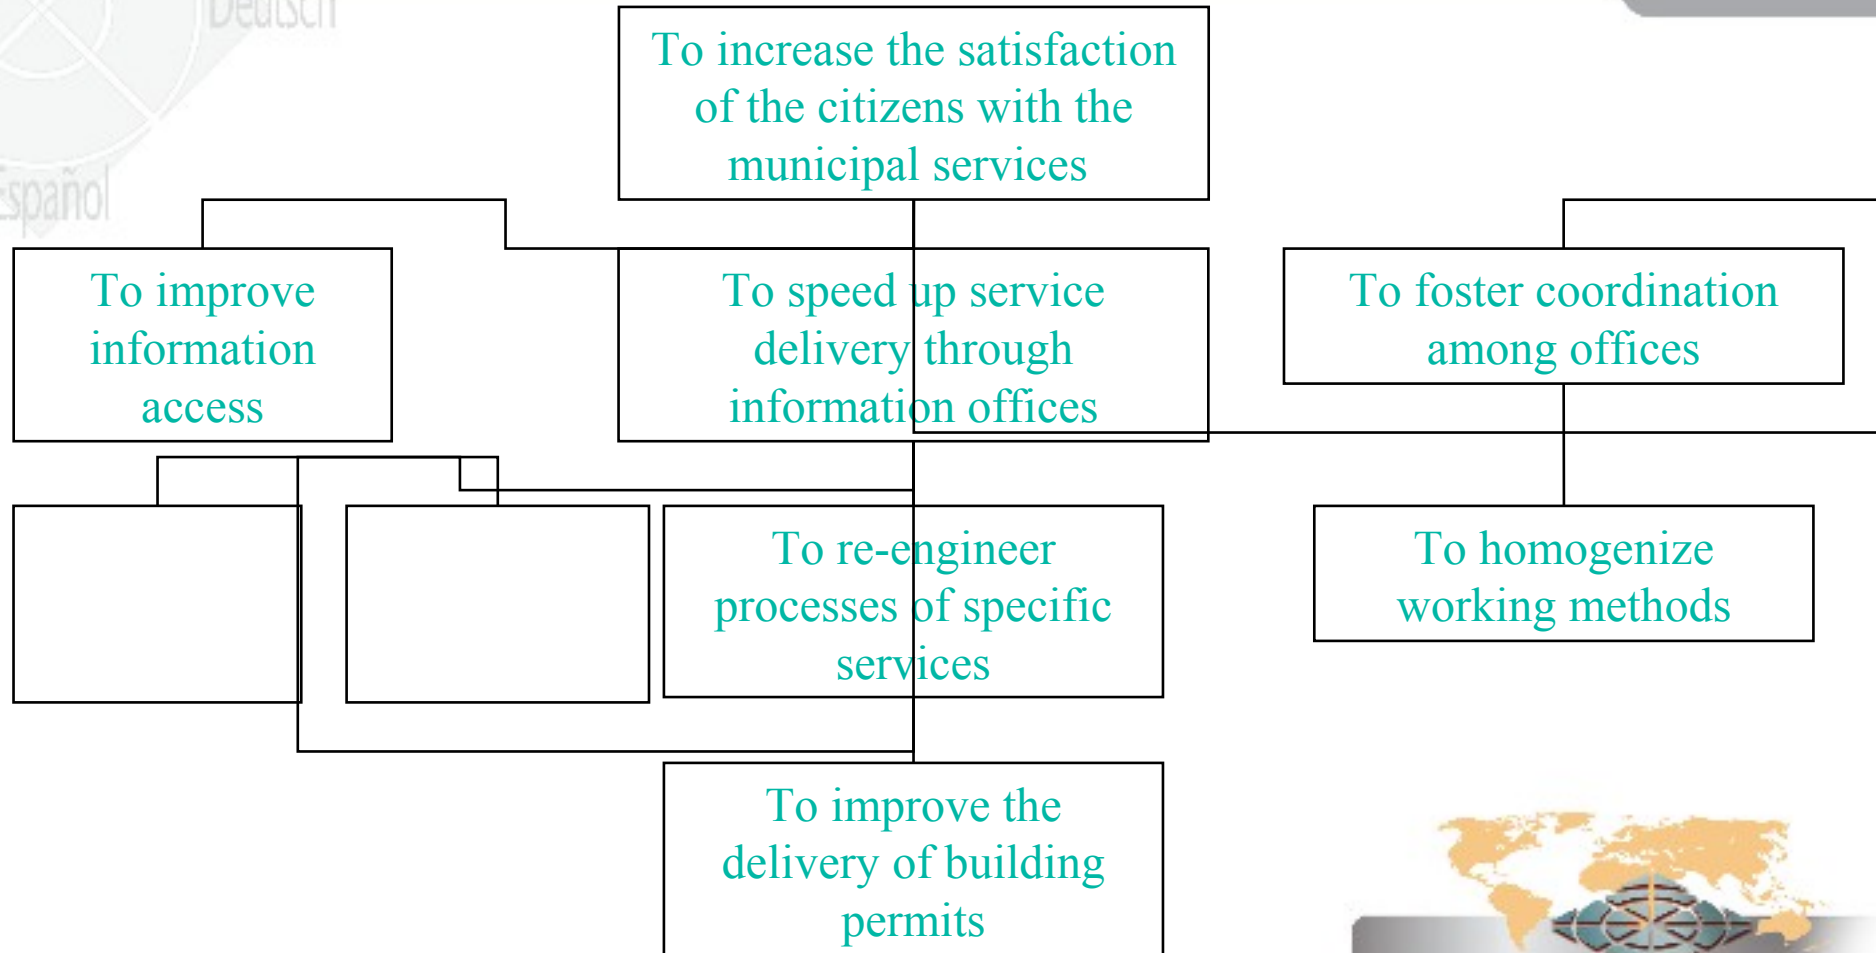 Deutsch
To increase the satisfaction
of the citizens with the
municipal services
Español
To improve
information
access
To speed up service
delivery through
information offices
To foster coordination
among offices
To re-engineer
processes of specific
services
To homogenize
working methods
To improve the
delivery of building
permits